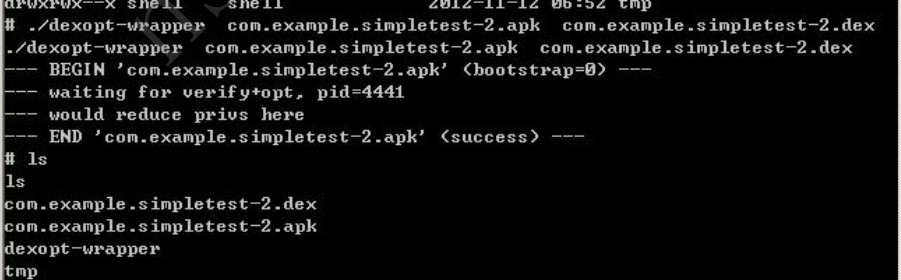 drwxrwx--x shell    shell             2012-11-12 06:52 tmp
# ./dexopt-wrapper  com.example.simpletest-2.apk  com.example.simpletest-2.dex
./dexopt-wrapper  com.example.simpletest-2.apk  com.example.simpletest-2.dex
--- BEGIN 'com.example.simpletest-2.apk' (bootstrap=0) ---
--- waiting for verify+opt, pid=4441
--- would reduce privs here
--- END 'com.example.simpletest-2.apk' (success) ---
# ls
ls
com.example.simpletest-2.dex
com.example.simpletest-2.apk
dexopt-wrapper
tmp